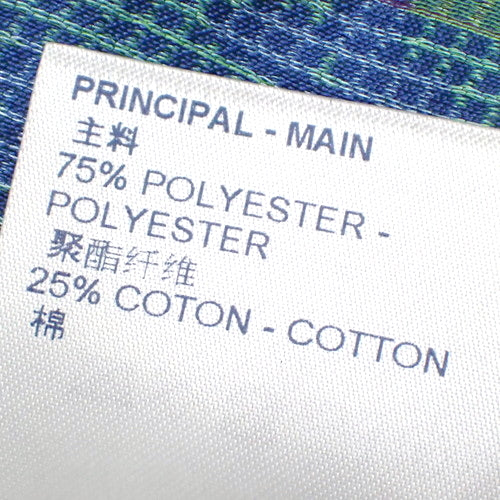 PRINCIPAL - MAIN
主料
75% POLYESTER -
POLYESTER
聚酯纤维
25% COTON - COTTON
棉